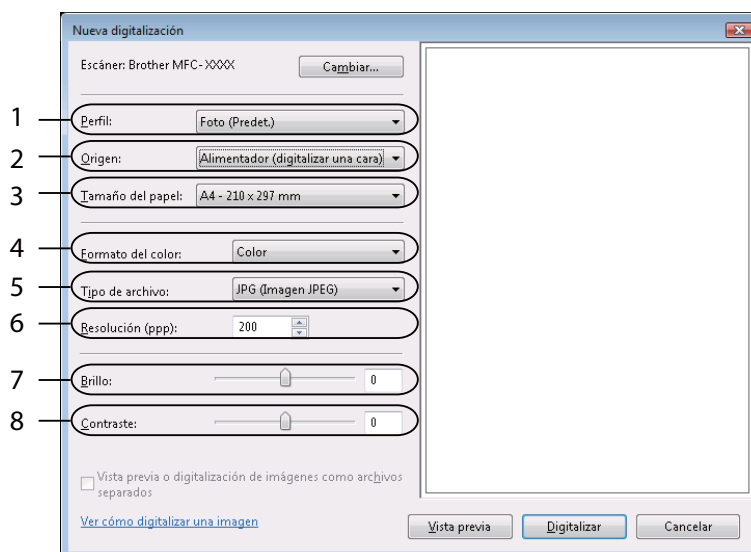 Nueva digitalización
Escáner: Brother MFC-XXXX
Cambiar...
1
Perfil:
Foto (Predet.)
2
Origen:
Alimentador (digitalizar una cara)
3
Tamaño del papel:
A4 - 210 x 297 mm
4
Formato del color:
Color
5
Tipo de archivo:
JPG (Imagen JPEG)
6
Resolución (ppp):
200
7
Brillo:
0
8
Contraste:
0
Vista previa o digitalización de imágenes como archivos
separados
Ver cómo digitalizar una imagen
Vista previa
Digitalizar
Cancelar